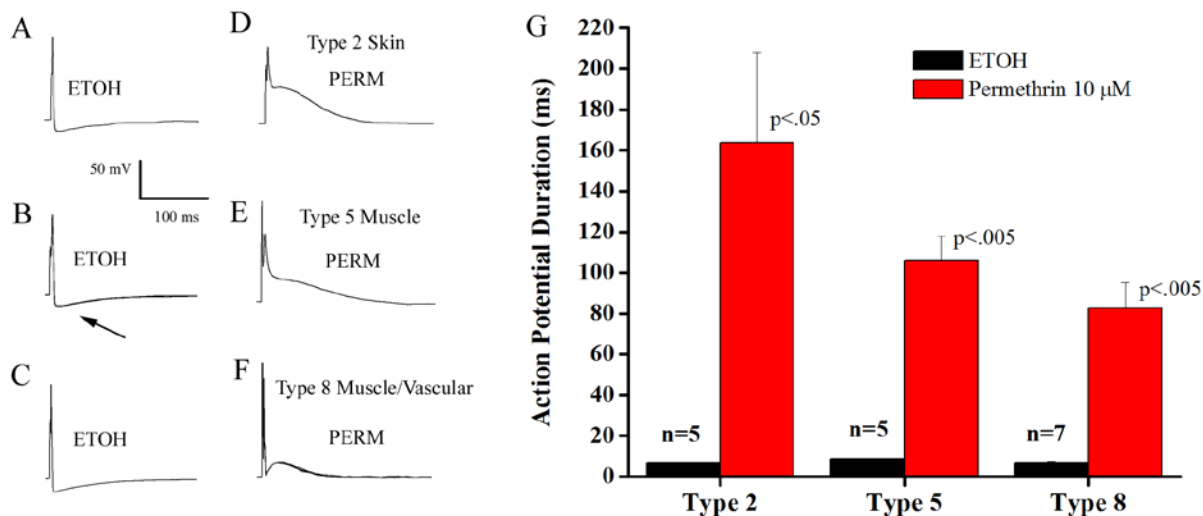 A
ETOH
50 mV
100 ms
B
ETOH
C
ETOH
D
Type 2 Skin
PERM
E
Type 5 Muscle
PERM
F
Type 8 Muscle/Vascular
PERM
G
Action Potential Duration (ms)
220
200
180
160
140
120
100
80
60
40
20
0
ETOH
Permethrin 10 μM
p<.05
p<.005
p<.005
n=5
n=5
n=7
Type 2
Type 5
Type 8